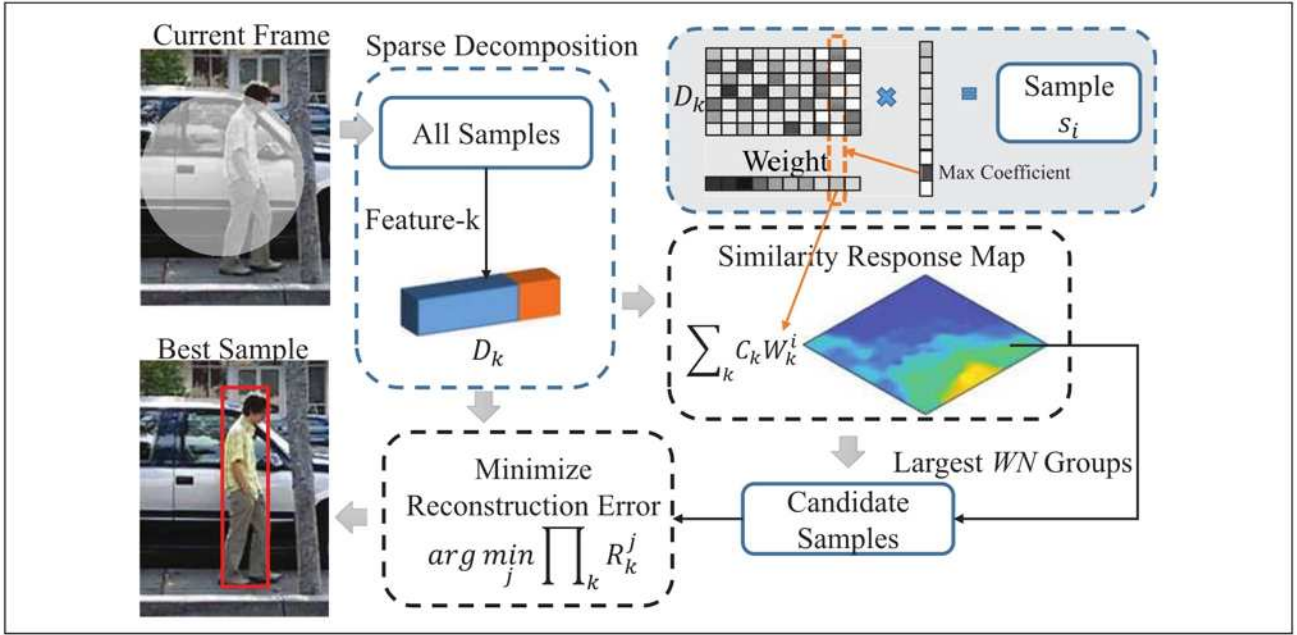 Current Frame
Sparse Decomposition
All Samples
Feature-k
D_k
D_k
Weight
Max Coefficient
Sample
s_i
Similarity Response Map
∑_k C_k W_k^i
Largest WN Groups
Candidate
Samples
Minimize
Reconstruction Error
arg min_j ∏_k R_k^j
Best Sample